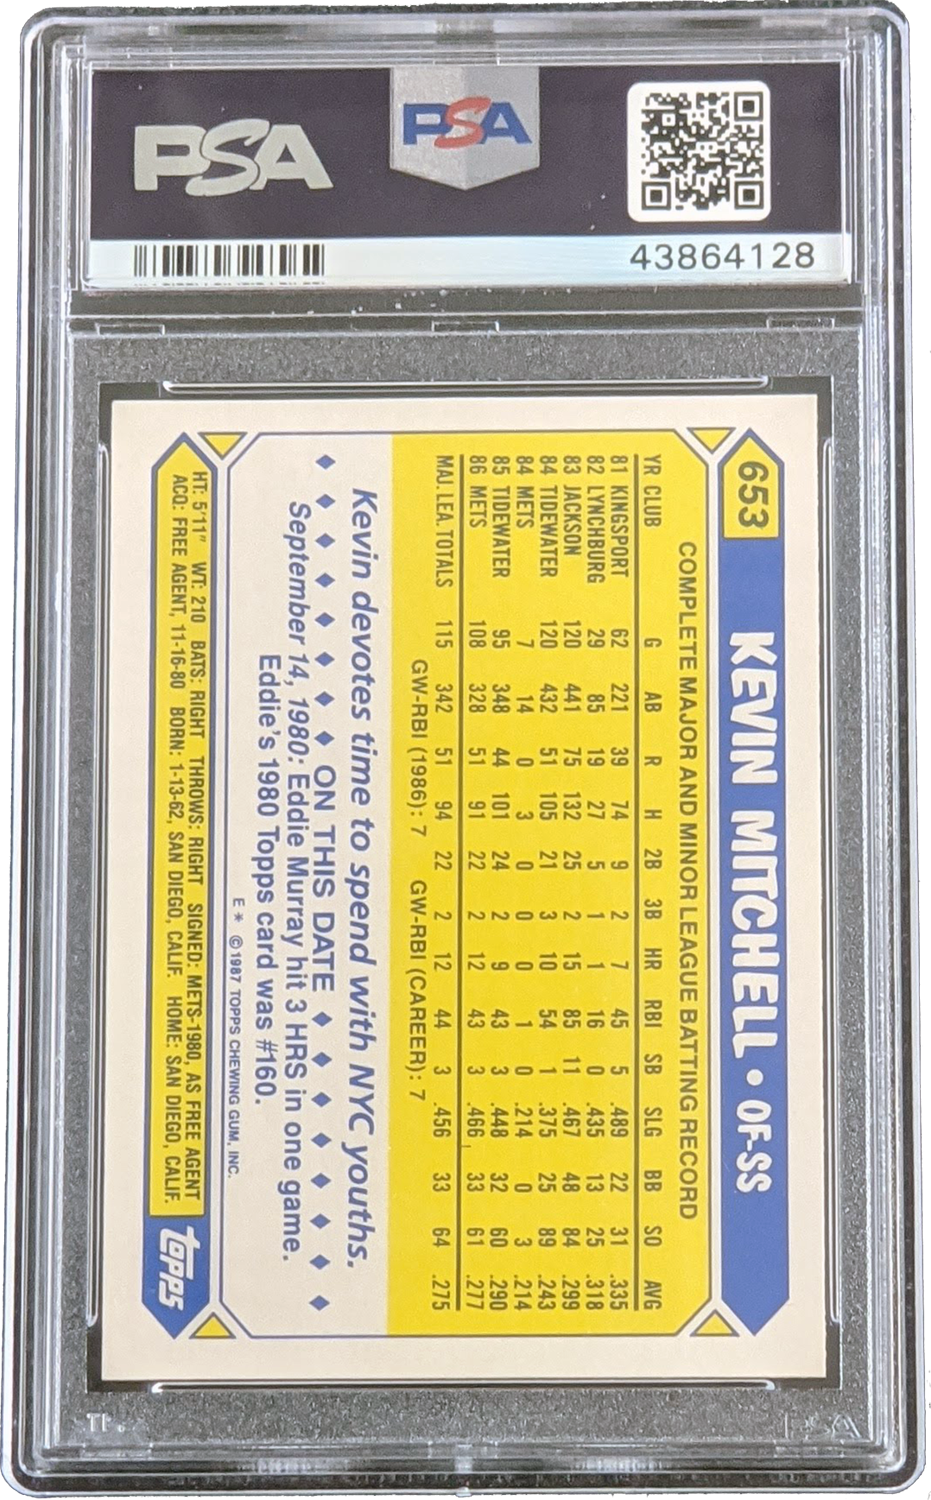 PSA
PSA
43864128
653
KEVIN MITCHELL • OF-SS
COMPLETE MAJOR AND MINOR LEAGUE BATTING RECORD
YR CLUB G AB R H 2B 3B HR RBI SB SLG BB SO AVG
81 KINGSPORT 62 221 39 74 9 2 7 45 5 .489 22 31 .335
82 LYNCHBURG 29 85 19 27 5 1 1 16 0 .435 13 25 .318
83 JACKSON 120 441 75 132 25 2 15 85 11 .467 48 84 .299
84 TIDEWATER 120 432 51 105 21 3 10 54 1 .375 25 89 .243
84 METS 7 14 0 3 0 0 0 1 0 .214 0 3 .214
85 TIDEWATER 95 348 44 101 24 2 9 43 3 .448 32 60 .290
86 METS 108 328 51 91 22 2 12 43 3 .466 33 61 .277
MAJ. LEA. TOTALS 115 342 51 94 22 2 12 44 3 .456 33 64 .275
GW-RBI (1986): 7 GW-RBI (CAREER): 7
Kevin devotes time to spend with NYC youths.
ON THIS DATE
September 14, 1980: Eddie Murray hit 3 HRS in one game.
Eddie's 1980 Topps card was #160.
E * © 1987 TOPPS CHEWING GUM, INC.
HT: 5'11" WT: 210 BATS: RIGHT THROWS: RIGHT SIGNED: METS-1980, AS FREE AGENT
ACQ: FREE AGENT, 11-16-80 BORN: 1-13-62, SAN DIEGO, CALIF. HOME: SAN DIEGO, CALIF.
topps
PSA